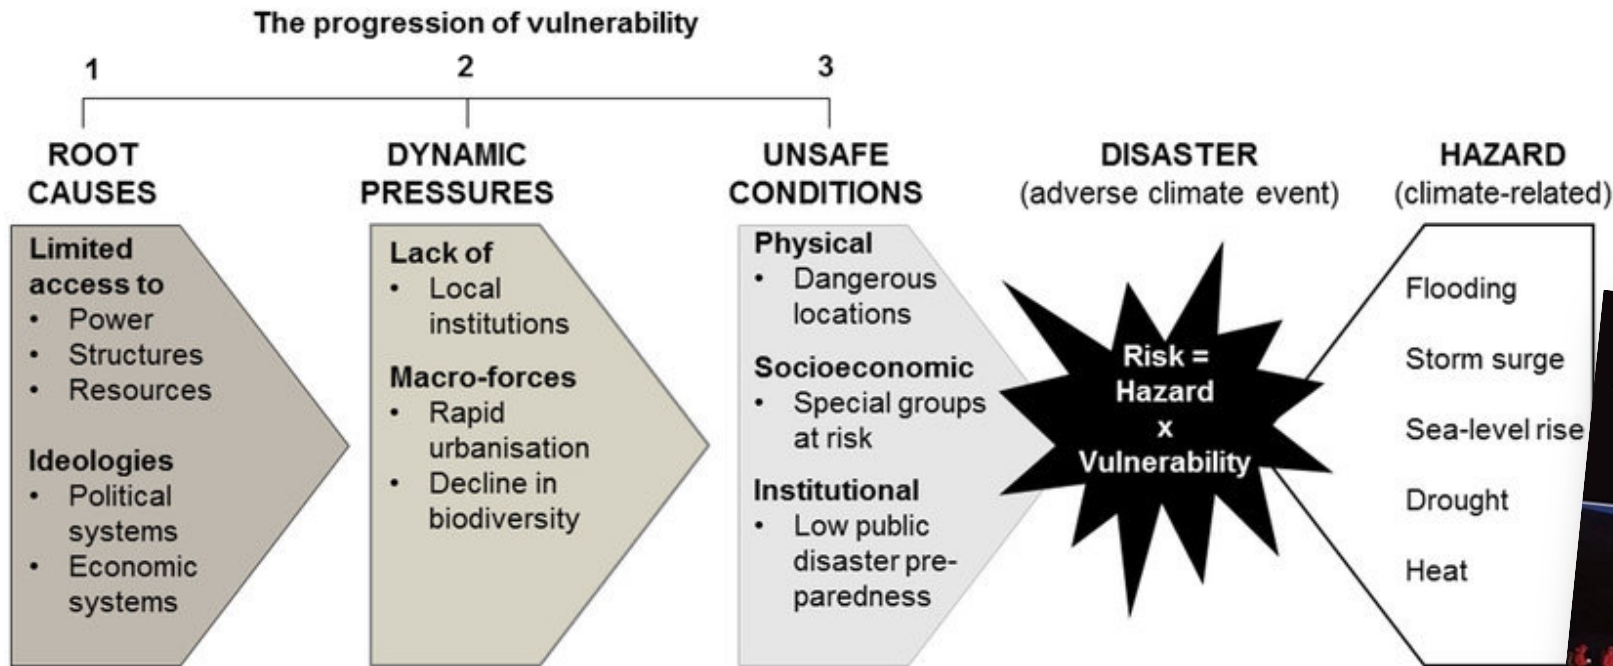 The progression of vulnerability
1
2
3
ROOT
CAUSES
Limited
access to
• Power
• Structures
• Resources
Ideologies
• Political
systems
• Economic
systems
DYNAMIC
PRESSURES
Lack of
• Local
institutions
Macro-forces
• Rapid
urbanisation
• Decline in
biodiversity
UNSAFE
CONDITIONS
Physical
• Dangerous
locations
Socioeconomic
• Special groups
at risk
Institutional
• Low public
disaster pre-
paredness
DISASTER
(adverse climate event)
Risk =
Hazard
x
Vulnerability
HAZARD
(climate-related)
Flooding
Storm surge
Sea-level rise
Drought
Heat